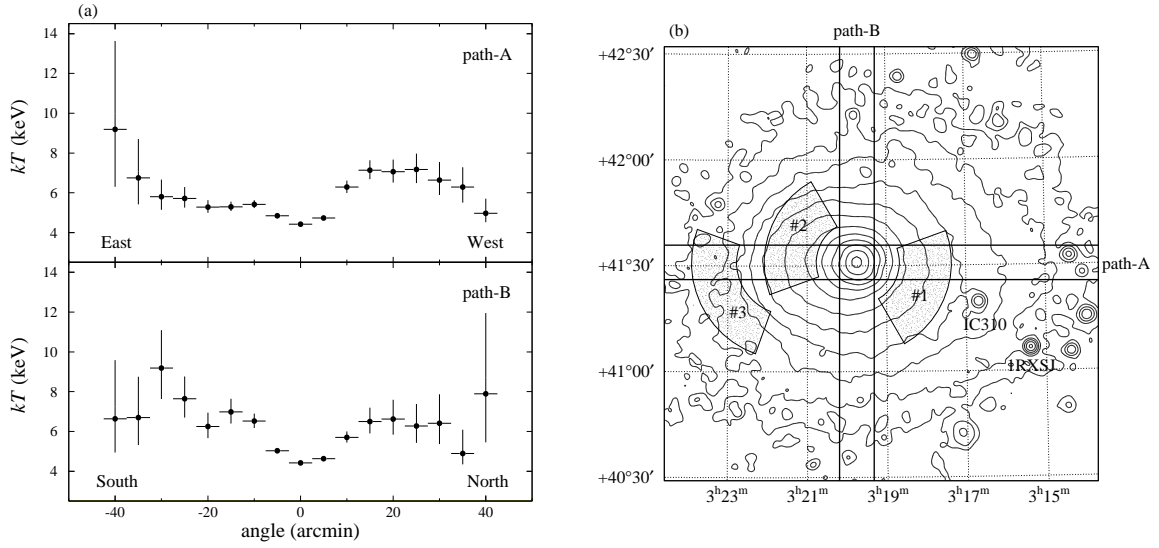 (a)
14
12
10
8
6
4
kT (keV)
path-A
East
West
14
12
10
8
6
4
kT (keV)
path-B
South
North
-40
-20
0
20
40
angle (arcmin)
(b)
path-B
+42°30′
+42°00′
+41°30′
+41°00′
+40°30′
path-A
#2
#1
#3
IC310
1RXSJ
3ʰ23ᵐ
3ʰ21ᵐ
3ʰ19ᵐ
3ʰ17ᵐ
3ʰ15ᵐ